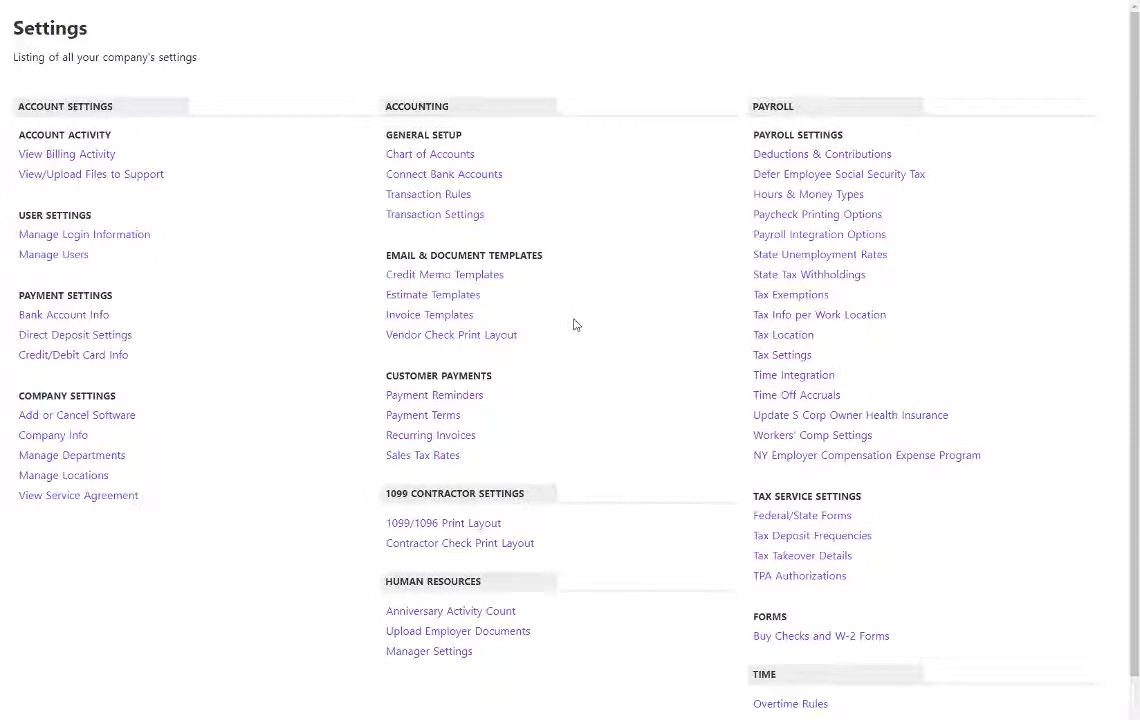 Settings
Listing of all your company's settings
ACCOUNT SETTINGS
ACCOUNT ACTIVITY
View Billing Activity
View/Upload Files to Support
USER SETTINGS
Manage Login Information
Manage Users
PAYMENT SETTINGS
Bank Account Info
Direct Deposit Settings
Credit/Debit Card Info
COMPANY SETTINGS
Add or Cancel Software
Company Info
Manage Departments
Manage Locations
View Service Agreement
ACCOUNTING
GENERAL SETUP
Chart of Accounts
Connect Bank Accounts
Transaction Rules
Transaction Settings
EMAIL & DOCUMENT TEMPLATES
Credit Memo Templates
Estimate Templates
Invoice Templates
Vendor Check Print Layout
CUSTOMER PAYMENTS
Payment Reminders
Payment Terms
Recurring Invoices
Sales Tax Rates
1099 CONTRACTOR SETTINGS
1099/1096 Print Layout
Contractor Check Print Layout
HUMAN RESOURCES
Anniversary Activity Count
Upload Employer Documents
Manager Settings
PAYROLL
PAYROLL SETTINGS
Deductions & Contributions
Defer Employee Social Security Tax
Hours & Money Types
Paycheck Printing Options
Payroll Integration Options
State Unemployment Rates
State Tax Withholdings
Tax Exemptions
Tax Info per Work Location
Tax Location
Tax Settings
Time Integration
Time Off Accruals
Update S Corp Owner Health Insurance
Workers' Comp Settings
NY Employer Compensation Expense Program
TAX SERVICE SETTINGS
Federal/State Forms
Tax Deposit Frequencies
Tax Takeover Details
TPA Authorizations
FORMS
Buy Checks and W-2 Forms
TIME
Overtime Rules